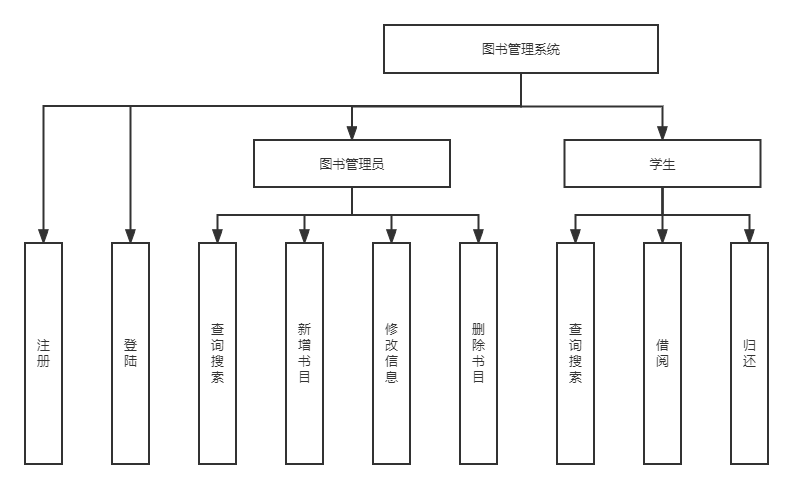 图书管理系统
图书管理员
学生
注册
登陆
查询搜索
新增书目
修改信息
删除书目
查询搜索
借阅
归还